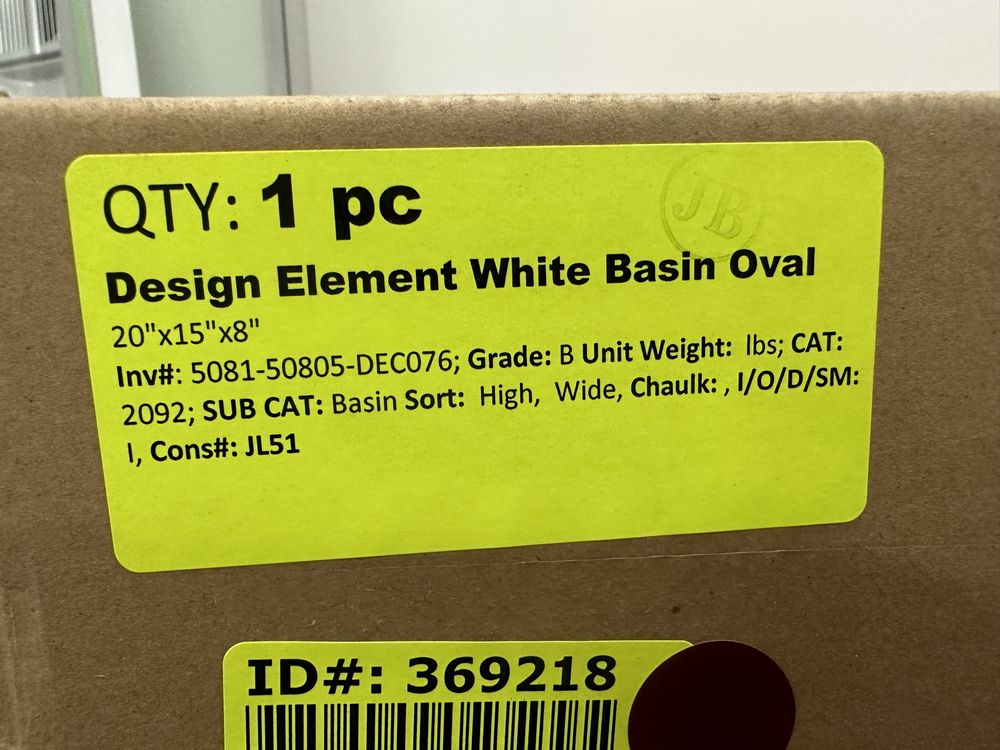 QTY: 1 pc
JB
Design Element White Basin Oval
20"x15"x8"
Inv#: 5081-50805-DEC076; Grade: B Unit Weight:  lbs; CAT:
2092; SUB CAT: Basin Sort:  High,  Wide, Chaulk: , I/O/D/SM:
I, Cons#: JL51
ID#: 369218